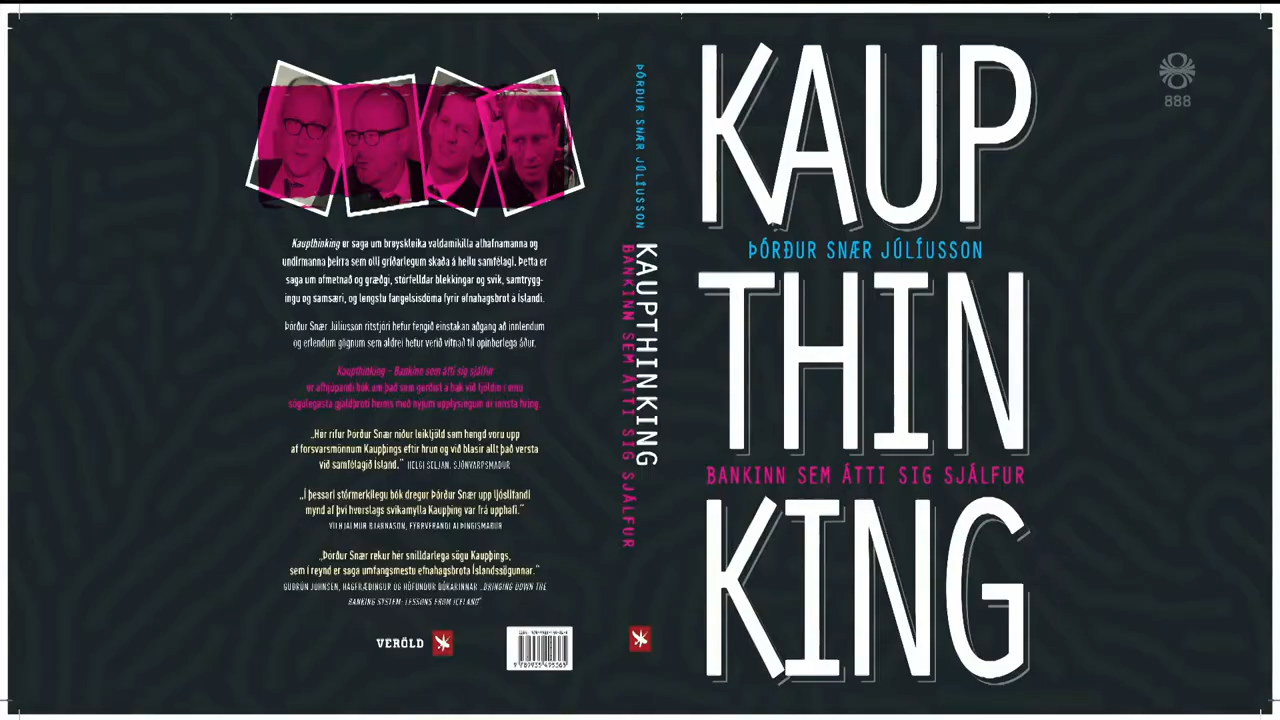 Kaupthinking er saga um breyskleika valdamikilla athafnamanna og
undirmanna þeirra sem olli gríðarlegum skaða á heilu samfélagi. Þetta er
saga um ofmetnað og græðgi, stórfelldar blekkingar og svik, samtrygg-
ingu og samsæri, og lengstu fangelsisdóma fyrir efnahagsbrot á Íslandi.
Þórður Snær Júlíusson ritstjóri hefur fengið einstakan aðgang að innlendum
og erlendum gögnum sem aldrei hefur verið vitnað til opinberlega áður.
Kaupthinking – Bankinn sem átti sig sjálfur
er afhjúpandi bók um það sem gerðist á bak við tjöldin í einu
sögulegasta gjaldþroti heims með nýjum upplýsingum úr innsta hring.
„Hér rífur Þórður Snær niður leiktjöld sem hengd voru upp
af forsvarsmönnum Kaupþings eftir hrun og við blasir allt það versta
við samfélagið Ísland.“ HELGI SELJAN, SJÓNVARPSMAÐUR
„Í þessari stórmerkilegu bók dregur Þórður Snær upp ljóslifandi
mynd af því hverslags svikamylla Kaupþing var frá upphafi.“
VILHJÁLMUR BJARNASON, FYRRVERANDI ALÞINGISMAÐUR
„Þórður Snær rekur hér snilldarlega sögu Kaupþings,
sem í reynd er saga umfangsmestu efnahagsbrota Íslandssögunnar.“
GUÐRÚN JOHNSEN, HAGFRÆÐINGUR OG HÖFUNDUR BÓKARINNAR „BRINGING DOWN THE
BANKING SYSTEM: LESSONS FROM ICELAND“
VERÖLD
9 789935 495365
ÞÓRÐUR SNÆR JÚLÍUSSON
KAUPTHINKING
BANKINN SEM ÁTTI SIG SJÁLFUR
KAUP
ÞÓRÐUR SNÆR JÚLÍUSSON
THIN
BANKINN SEM ÁTTI SIG SJÁLFUR
KING
888